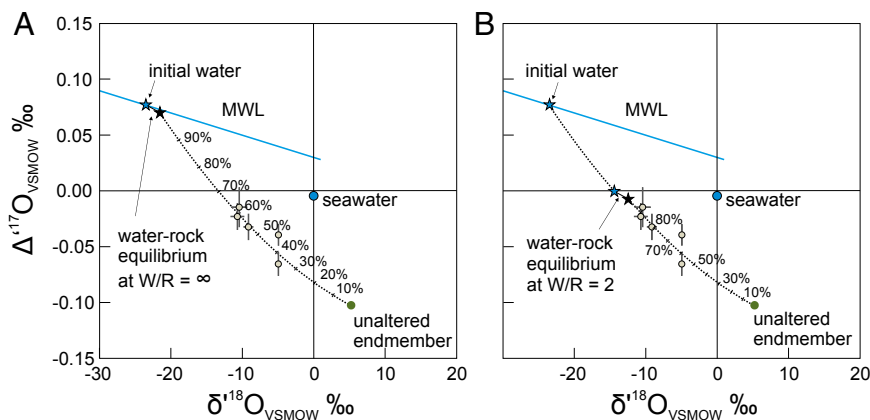 A
B
0.15
0.10
0.05
0.00
-0.05
-0.10
-0.15
Δ'¹⁷O_VSMOW ‰
initial water
MWL
90%
80%
70%
60%
50%
40%
30%
20%
10%
seawater
water-rock
equilibrium
at W/R = ∞
unaltered
endmember
-30
-20
-10
0
10
20
δ'¹⁸O_VSMOW ‰
initial water
MWL
seawater
80%
70%
50%
30%
10%
water-rock
equilibrium
at W/R = 2
unaltered
endmember
-20
-10
0
10
20
δ'¹⁸O_VSMOW ‰